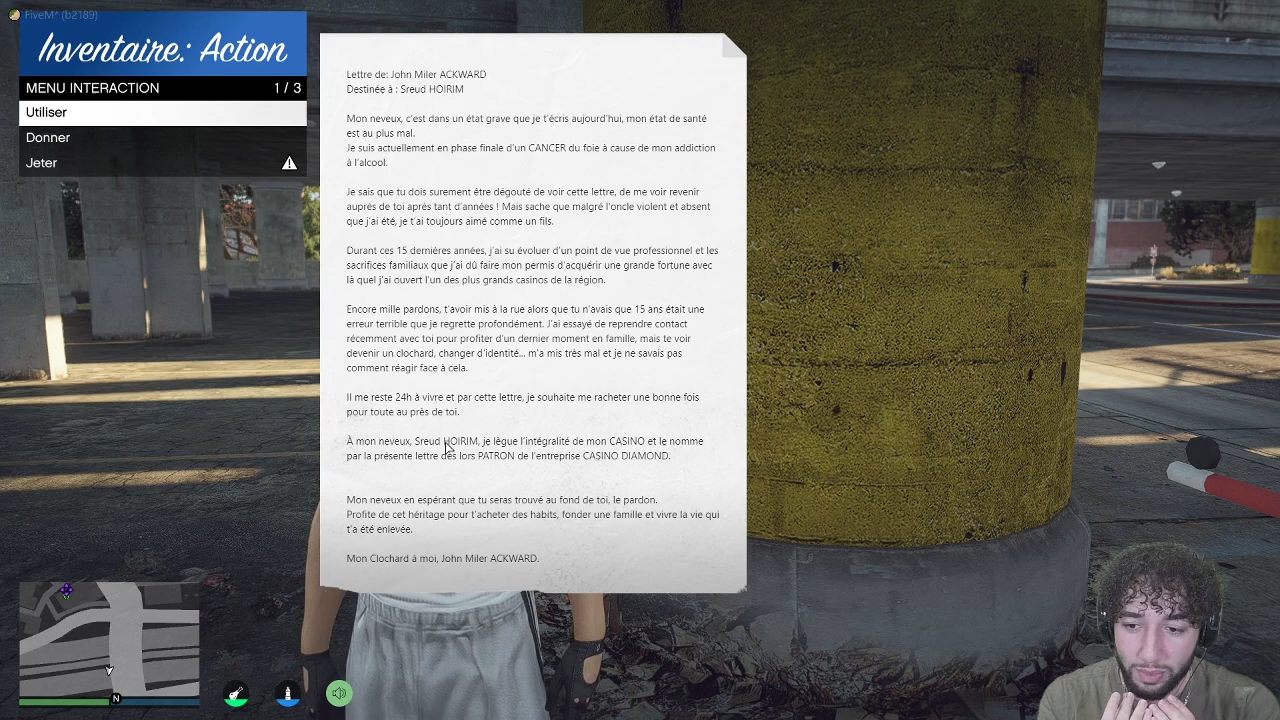 FiveM* (b2189)
Inventaire: Action
MENU INTERACTION 1 / 3
Utiliser
Donner
Jeter
Lettre de: John Miler ACKWARD
Destinée à : Sreud HOIRIM
Mon neveux, c'est dans un état grave que je t'écris aujourd'hui, mon état de santé
est au plus mal.
Je suis actuellement en phase finale d'un CANCER du foie à cause de mon addiction
à l'alcool.
Je sais que tu dois surement être dégouté de voir cette lettre, de me voir revenir
auprès de toi après tant d'années ! Mais sache que malgré l'oncle violent et absent
que j'ai été, je t'ai toujours aimé comme un fils.
Durant ces 15 dernières années, j'ai su évoluer d'un point de vue professionnel et les
sacrifices familiaux que j'ai dû faire mon permis d'acquérir une grande fortune avec
là quel j'ai ouvert l'un des plus grands casinos de la région.
Encore mille pardons, t'avoir mis à la rue alors que tu n'avais que 15 ans était une
erreur terrible que je regrette profondément. J'ai essayé de reprendre contact
récemment avec toi pour profiter d'un dernier moment en famille, mais te voir
devenir un clochard, changer d'identité... m'a mis très mal et je ne savais pas
comment réagir face à cela.
Il me reste 24h à vivre et par cette lettre, je souhaite me racheter une bonne fois
pour toute au près de toi.
À mon neveux, Sreud HOIRIM, je lègue l'intégralité de mon CASINO et le nomme
par la présente lettre dès lors PATRON de l'entreprise CASINO DIAMOND.
Mon neveux en espérant que tu seras trouvé au fond de toi, le pardon.
Profite de cet héritage pour t'acheter des habits, fonder une famille et vivre la vie qui
t'a été enlevée.
Mon Clochard à moi, John Miler ACKWARD.
N